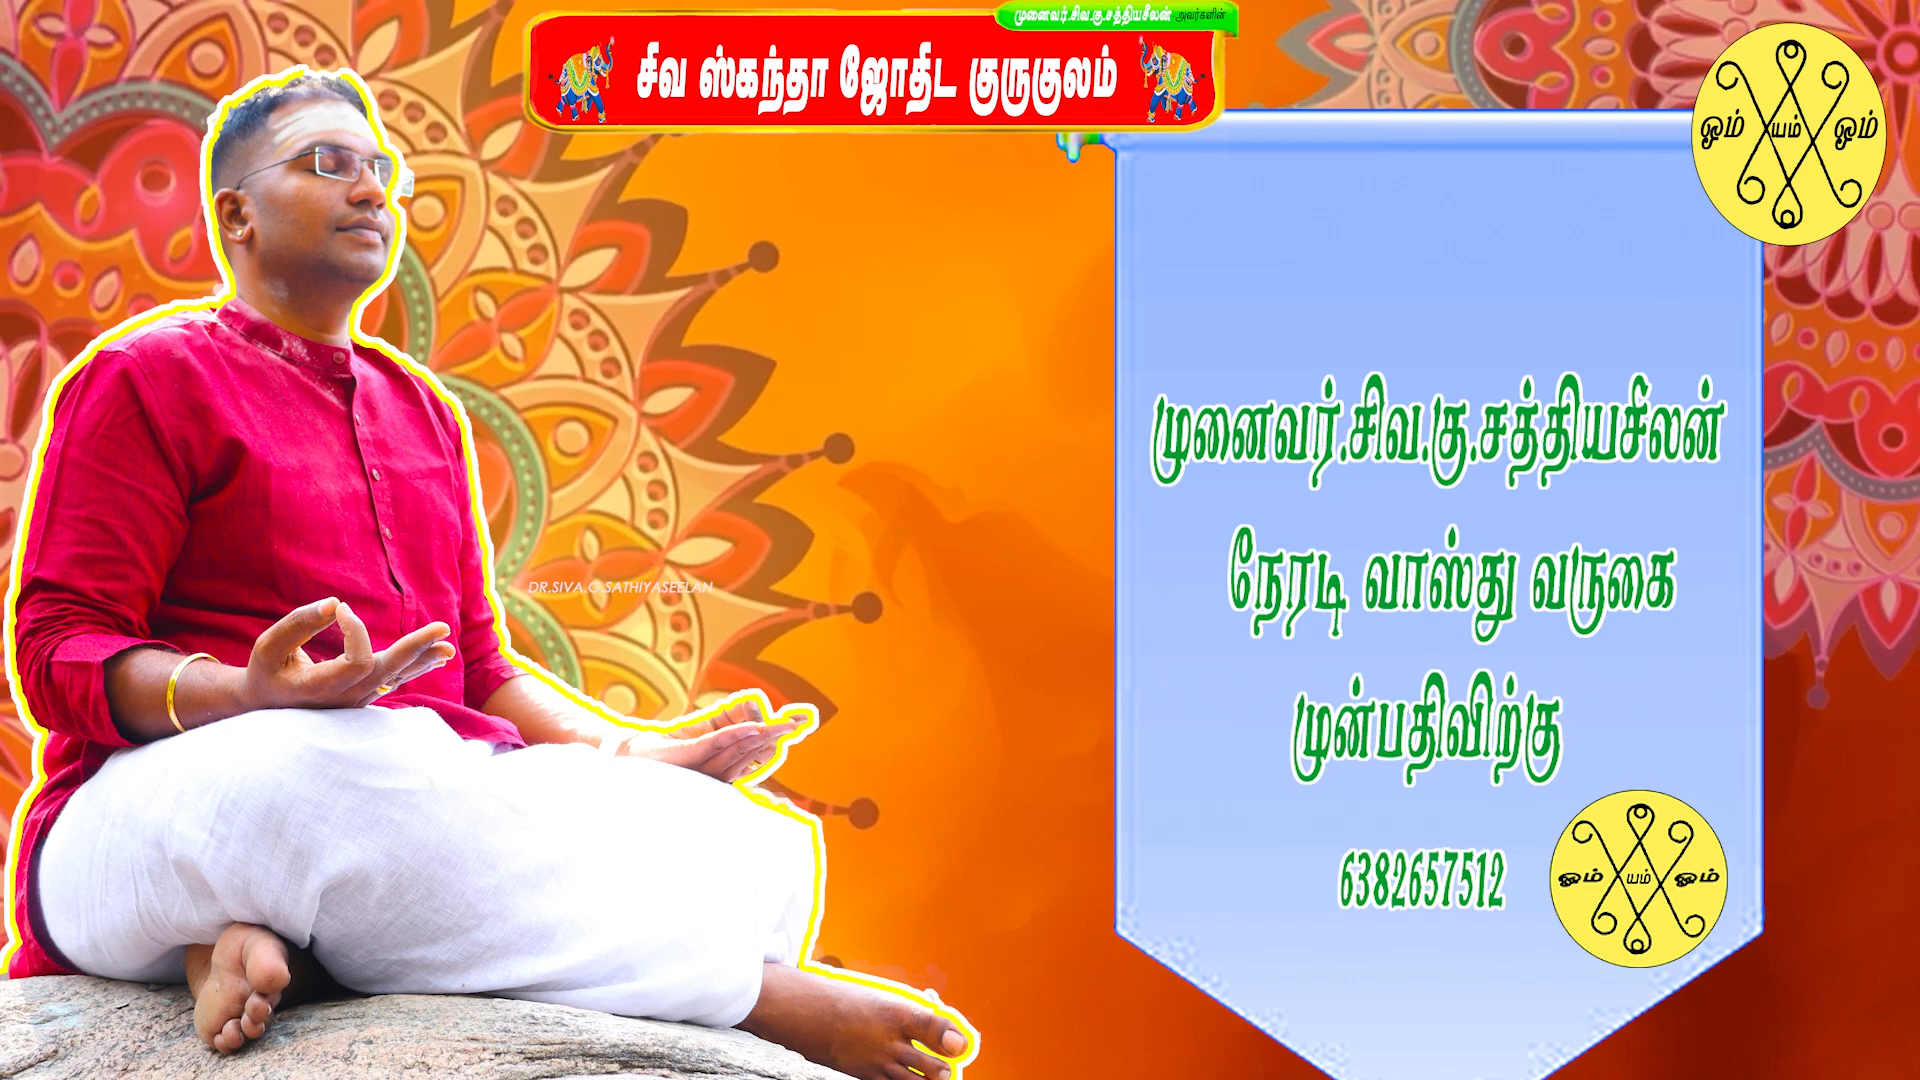 முனைவர்.சிவ.கு.சத்தியசீலன் அவர்களின்
சிவ ஸ்கந்தா ஜோதிட குருகுலம்
ஓம் யம் ஓம்
முனைவர்.சிவ.கு.சத்தியசீலன்
நேரடி வாஸ்து வருகை
DR.SIVA.G.SATHIYASEELAN
முன்பதிவிற்கு
6382657512
ஓம் யம் ஓம்